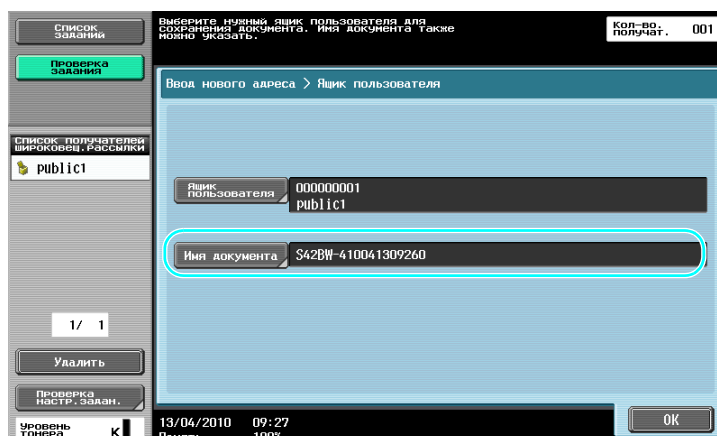 Список
заданий
Выберите нужный ящик пользователя для
сохранения документа. Имя документа также
можно указать.
Кол-во.
получат. 001
Проверка
задания
Ввод нового адреса > Ящик пользователя
Список получателей
широковещ.рассылки
public1
Ящик
пользователя
000000001
public1
Имя документа
S42BW-410041309260
1/ 1
Удалить
Проверка
настр.задан.
Уровень
тонера K
13/04/2010 09:27
Память 100%
OK